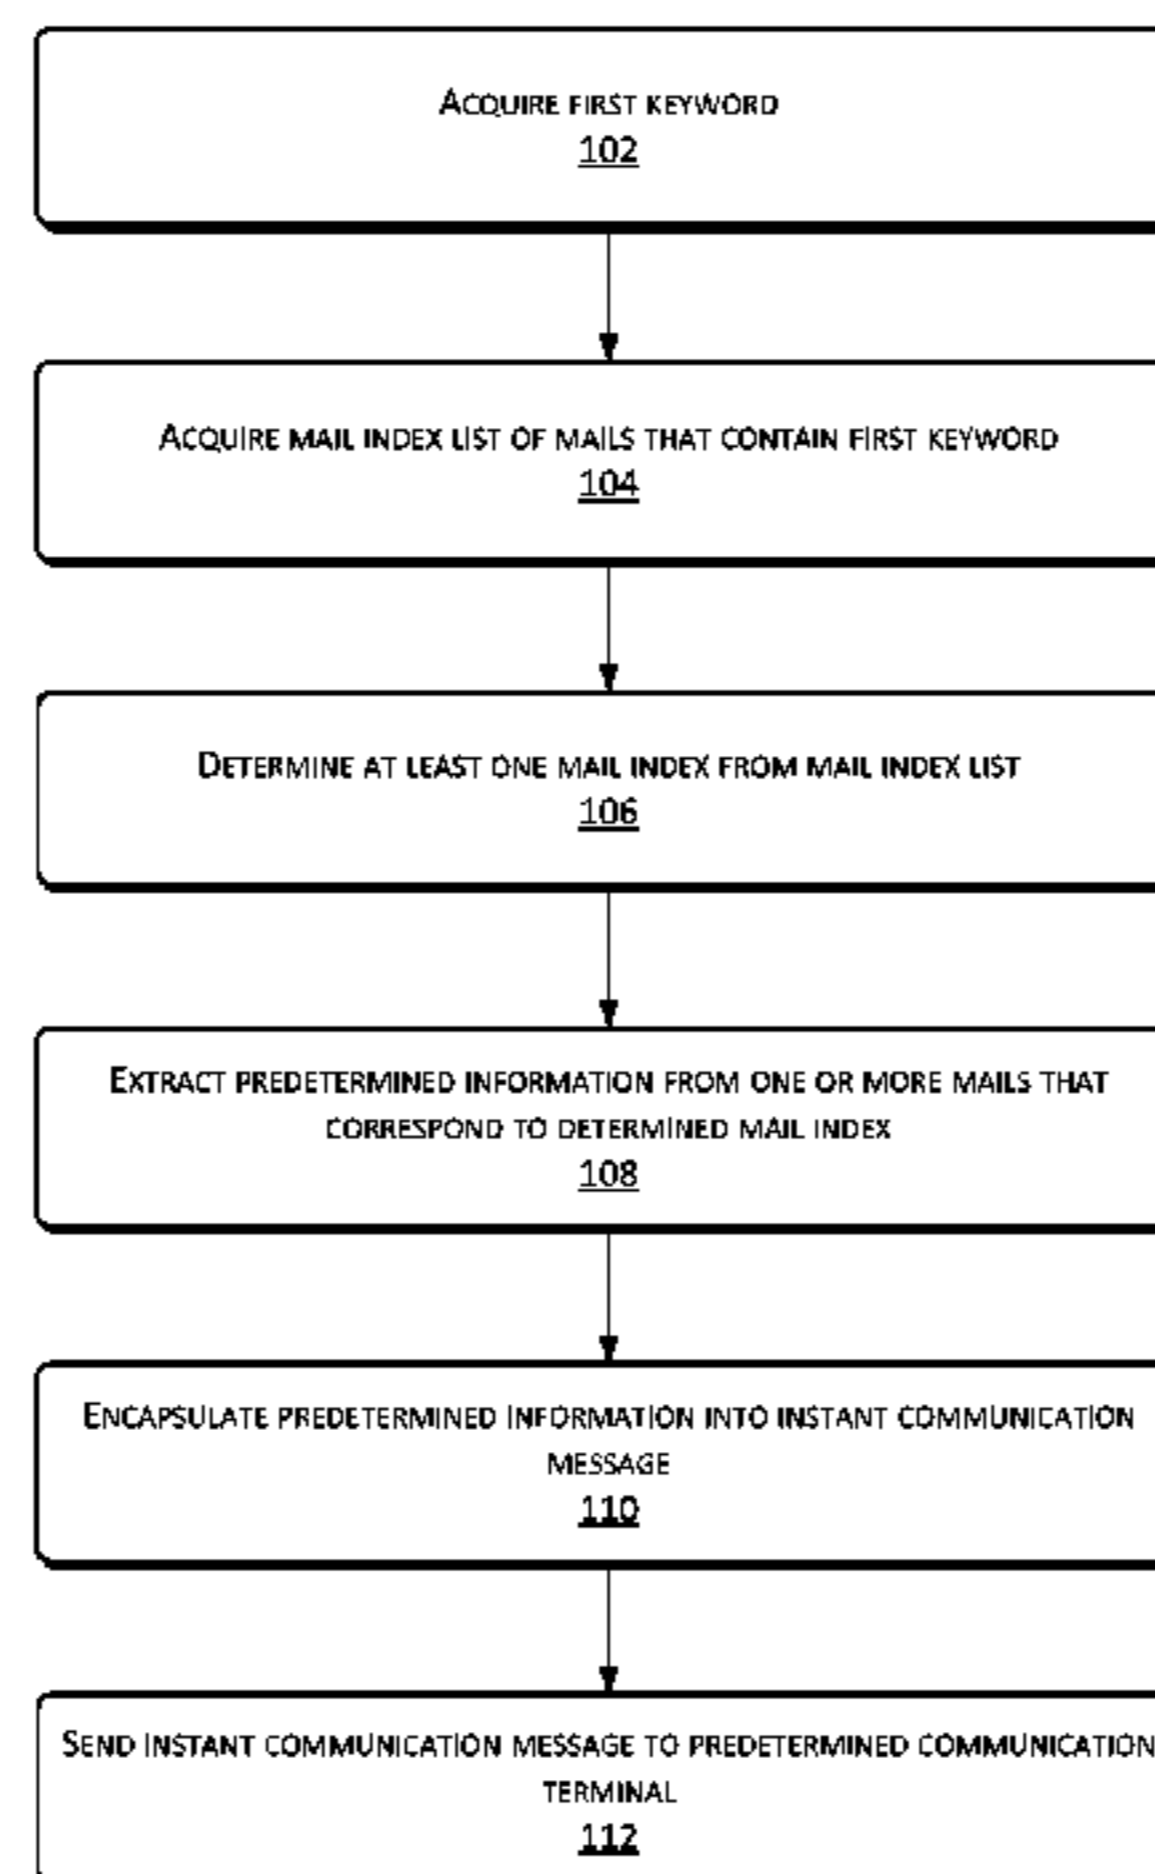 ACQUIRE FIRST KEYWORD
102
ACQUIRE MAIL INDEX LIST OF MAILS THAT CONTAIN FIRST KEYWORD
104
DETERMINE AT LEAST ONE MAIL INDEX FROM MAIL INDEX LIST
106
EXTRACT PREDETERMINED INFORMATION FROM ONE OR MORE MAILS THAT
CORRESPOND TO DETERMINED MAIL INDEX
108
ENCAPSULATE PREDETERMINED INFORMATION INTO INSTANT COMMUNICATION
MESSAGE
110
SEND INSTANT COMMUNICATION MESSAGE TO PREDETERMINED COMMUNICATION
TERMINAL
112